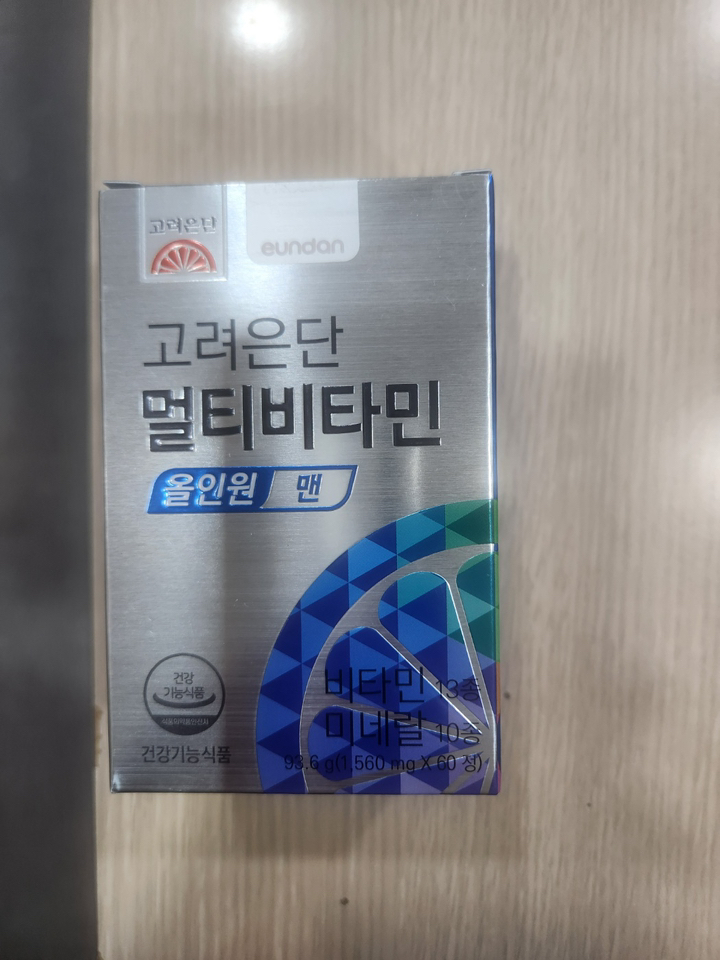 고려은단
eundan
고려은단
멀티비타민
올인원 맨
비타민 13종
미네랄 10종
93.6 g(1,560 mg X 60 정)
건강
기능식품
식품의약품안전처
건강기능식품